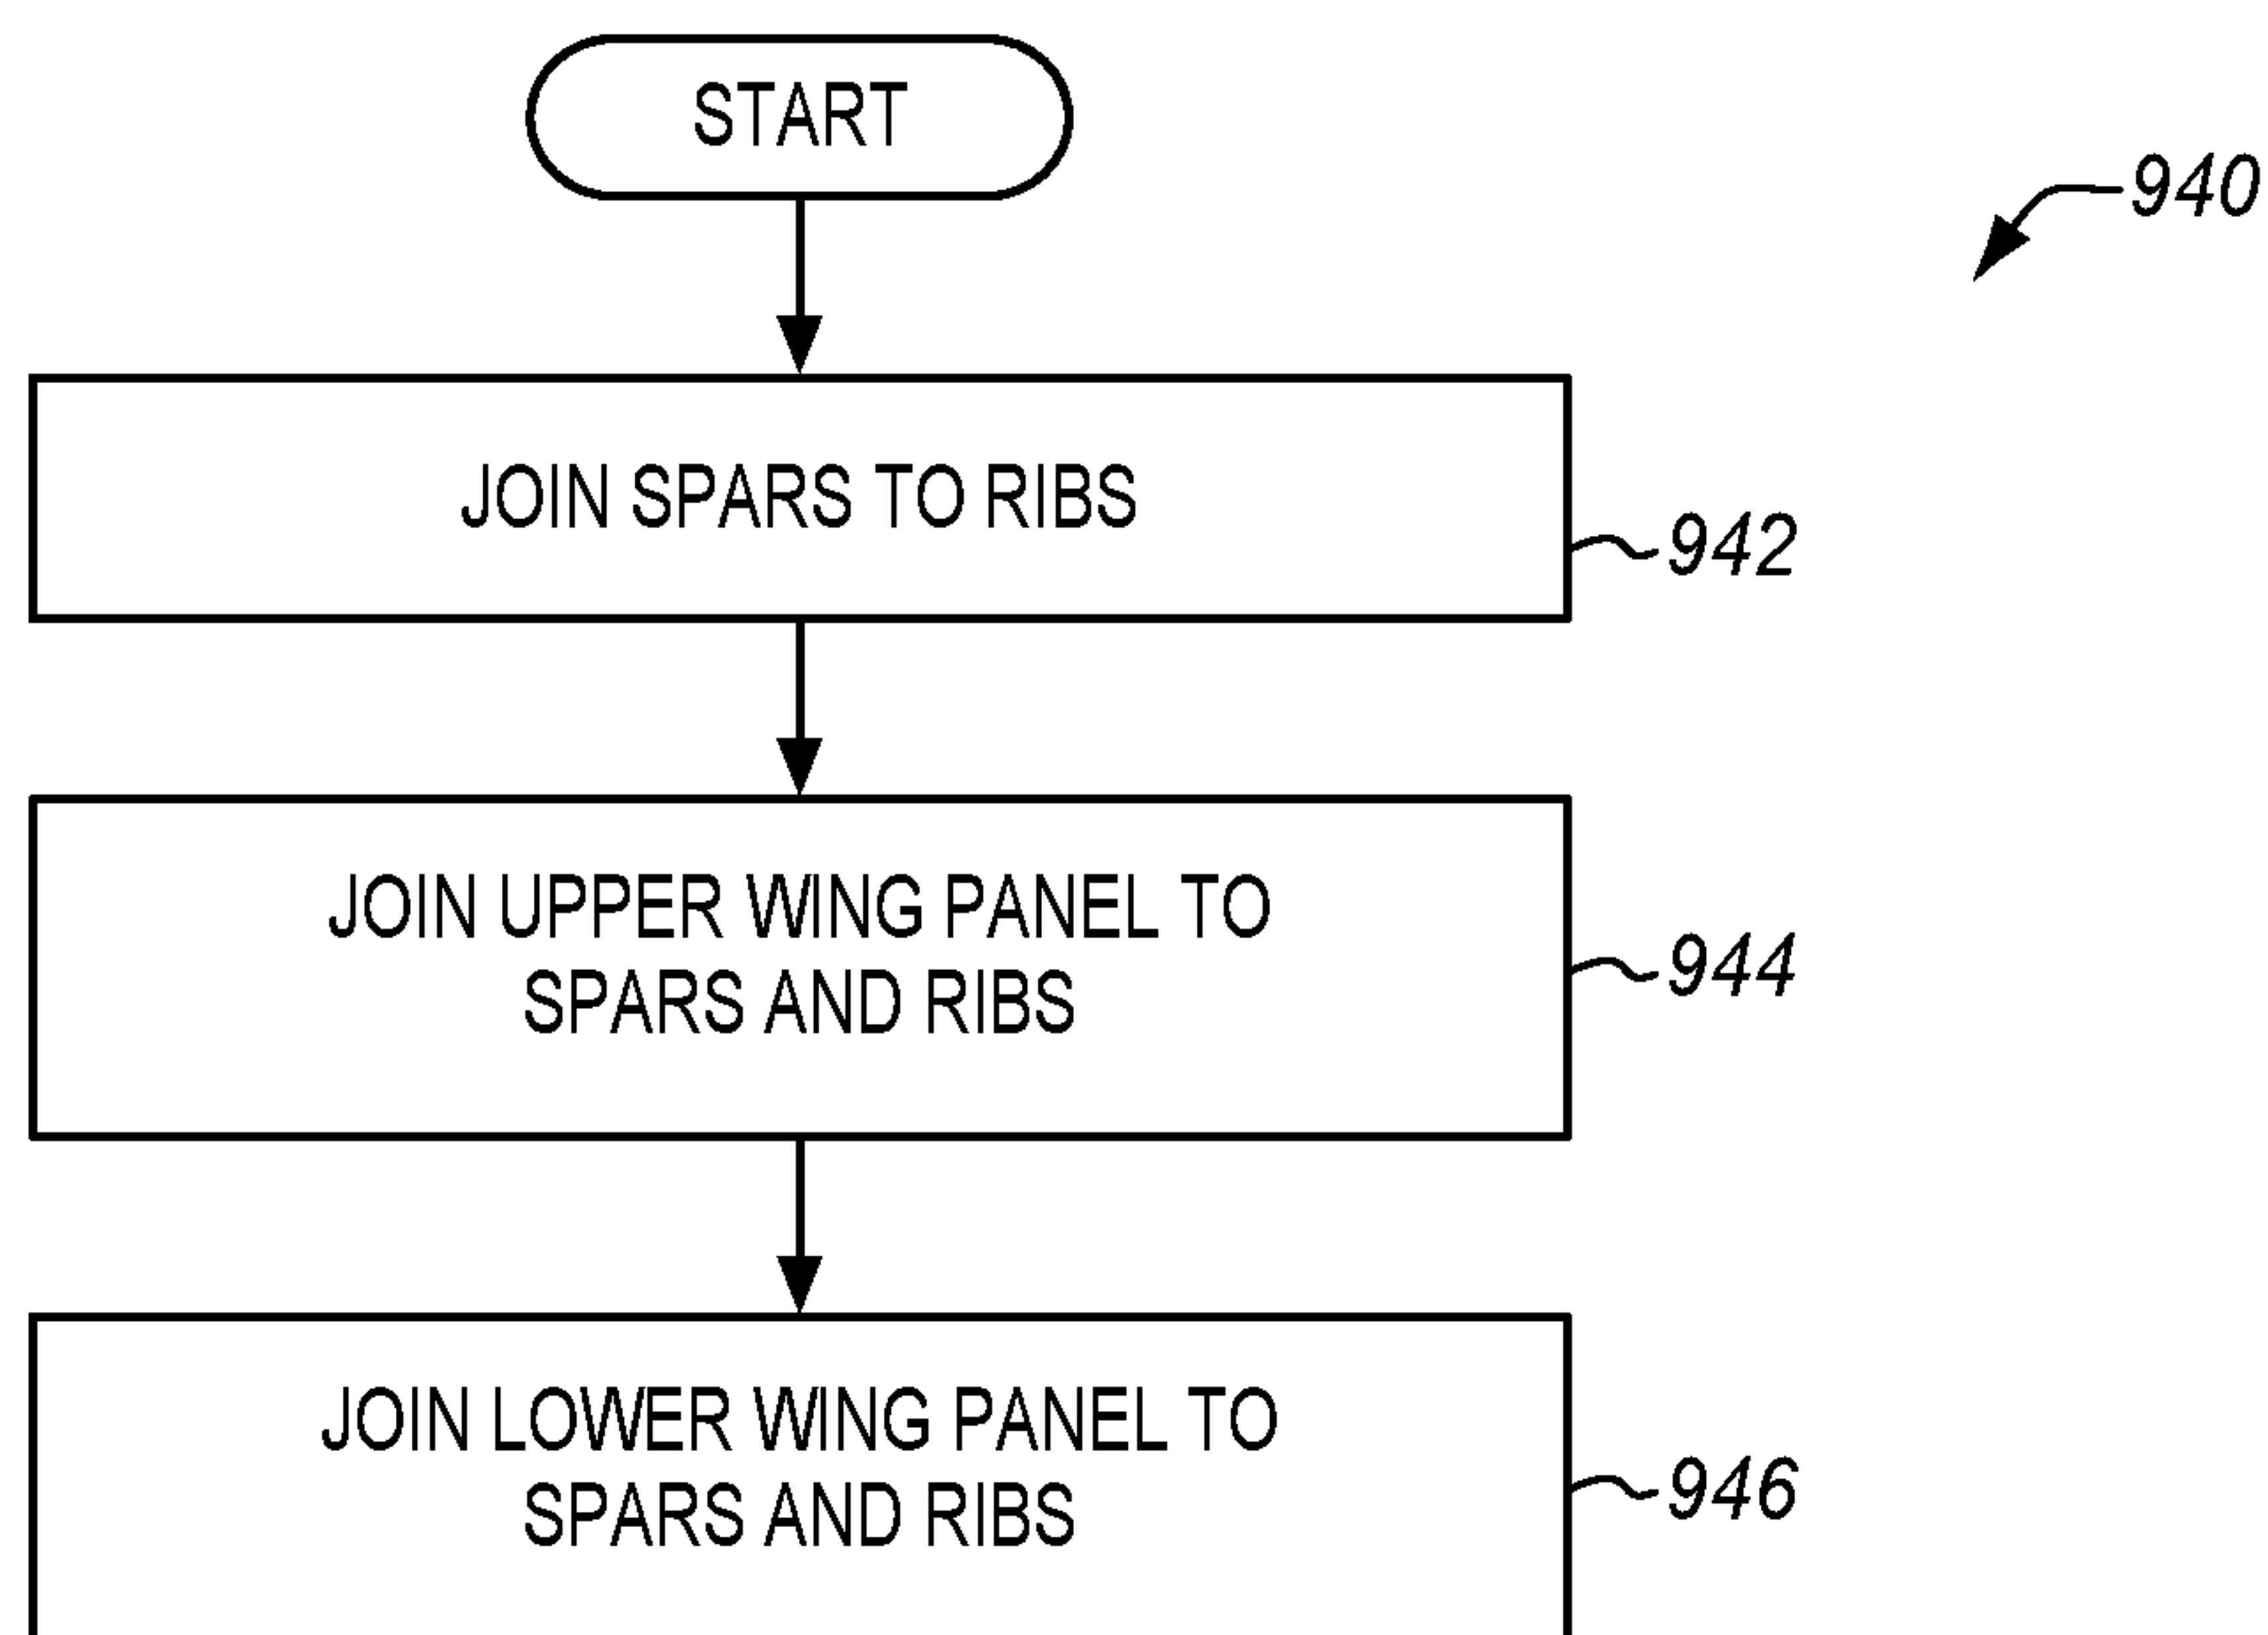 START
940
JOIN SPARS TO RIBS
942
JOIN UPPER WING PANEL TO
SPARS AND RIBS
944
JOIN LOWER WING PANEL TO
SPARS AND RIBS
946